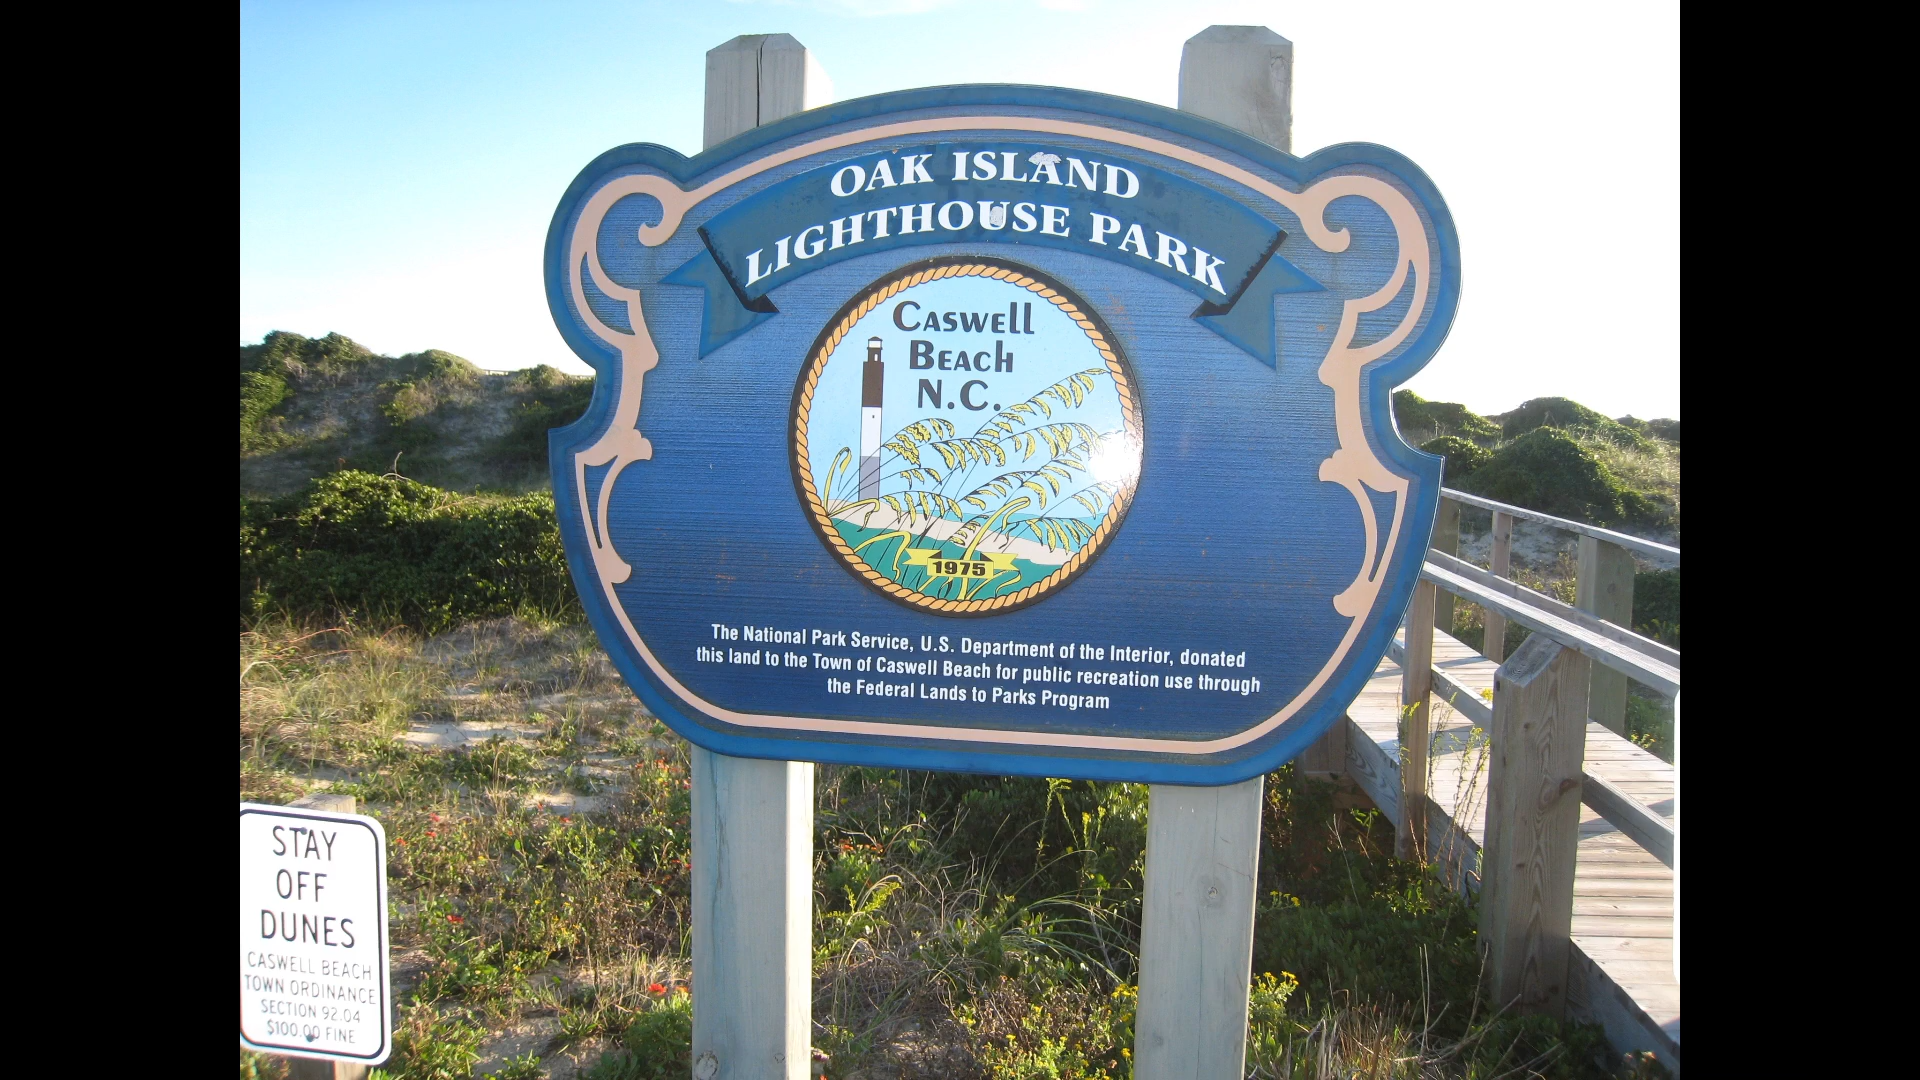 OAK ISLAND
LIGHTHOUSE PARK
CASWELL
BEACH
N.C.
1975
The National Park Service, U.S. Department of the Interior, donated
this land to the Town of Caswell Beach for public recreation use through
the Federal Lands to Parks Program
STAY
OFF
DUNES
CASWELL BEACH
TOWN ORDINANCE
SECTION 92.04
$100.00 FINE